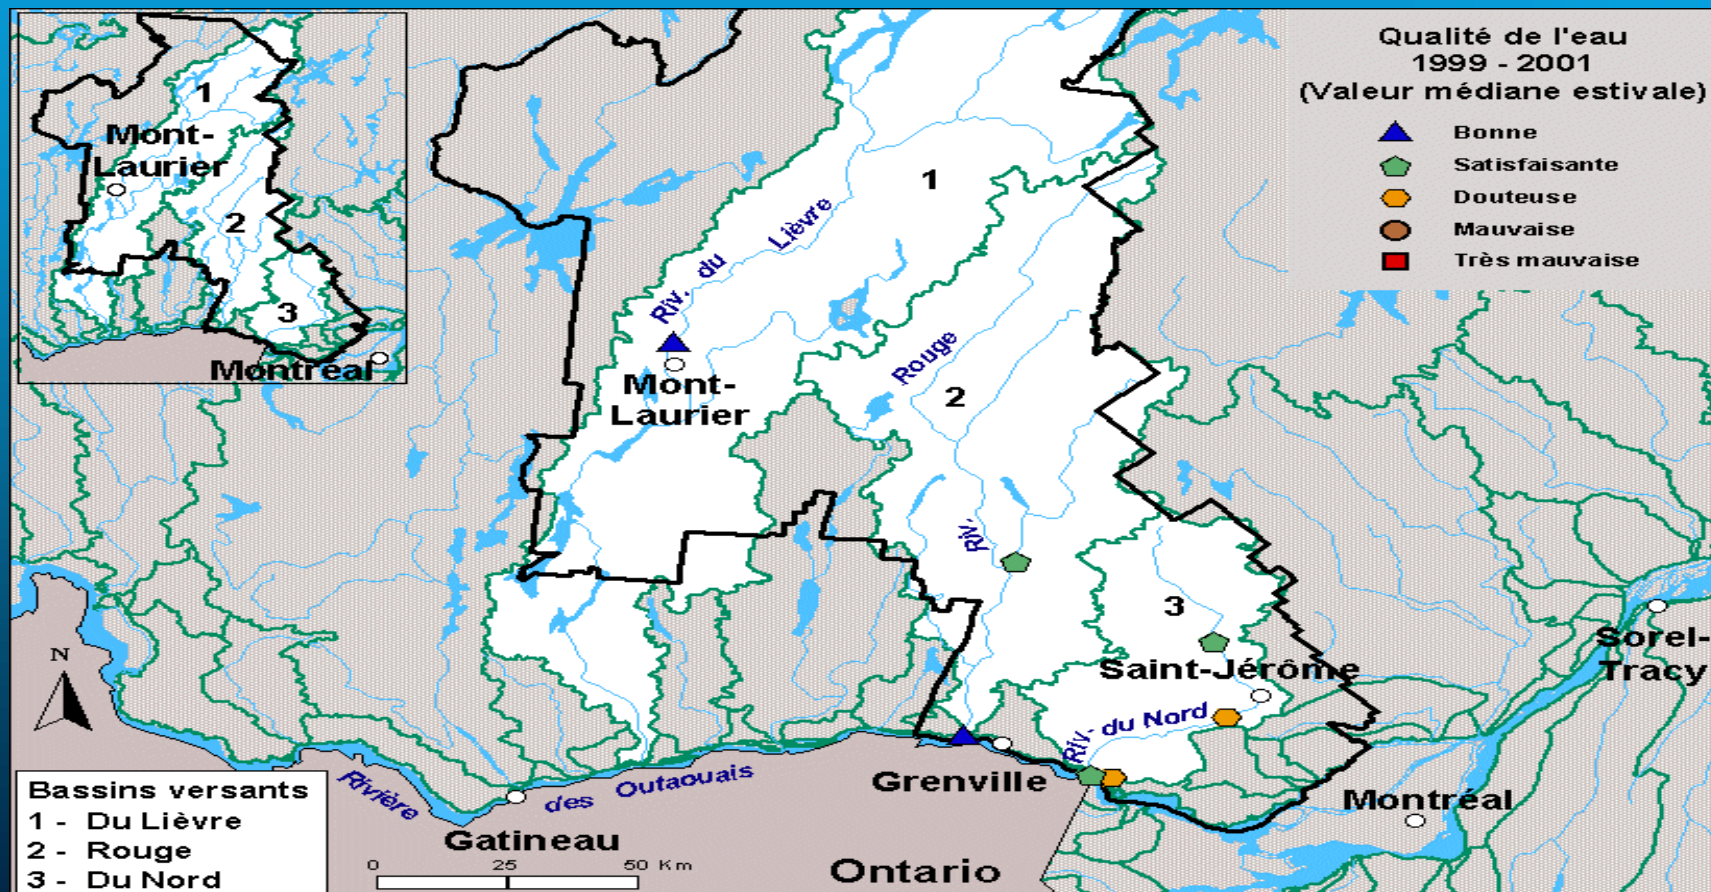 1
Mont-
Laurier
2
3
Montréal
Qualité de l'eau
1999 - 2001
(Valeur médiane estivale)
Bonne
Satisfaisante
Douteuse
Mauvaise
Très mauvaise
1
Riv. du Lièvre
Mont-
Laurier
Riv. Rouge
2
3
Saint-Jérôme
Riv. du Nord
Sorel-
Tracy
Grenville
Montréal
Rivière des Outaouais
Gatineau
Ontario
N
0 25 50 Km
Bassins versants
1 - Du Lièvre
2 - Rouge
3 - Du Nord